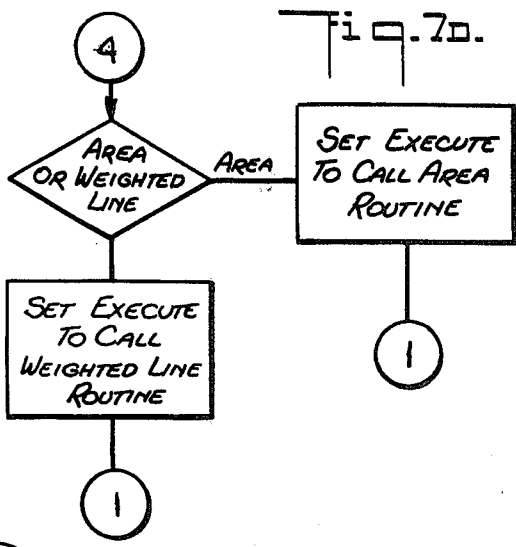 4
Fig.7b.
AREA
OR WEIGHTED
LINE
AREA
SET EXECUTE
TO CALL AREA
ROUTINE
SET EXECUTE
TO CALL
WEIGHTED LINE
ROUTINE
1
1